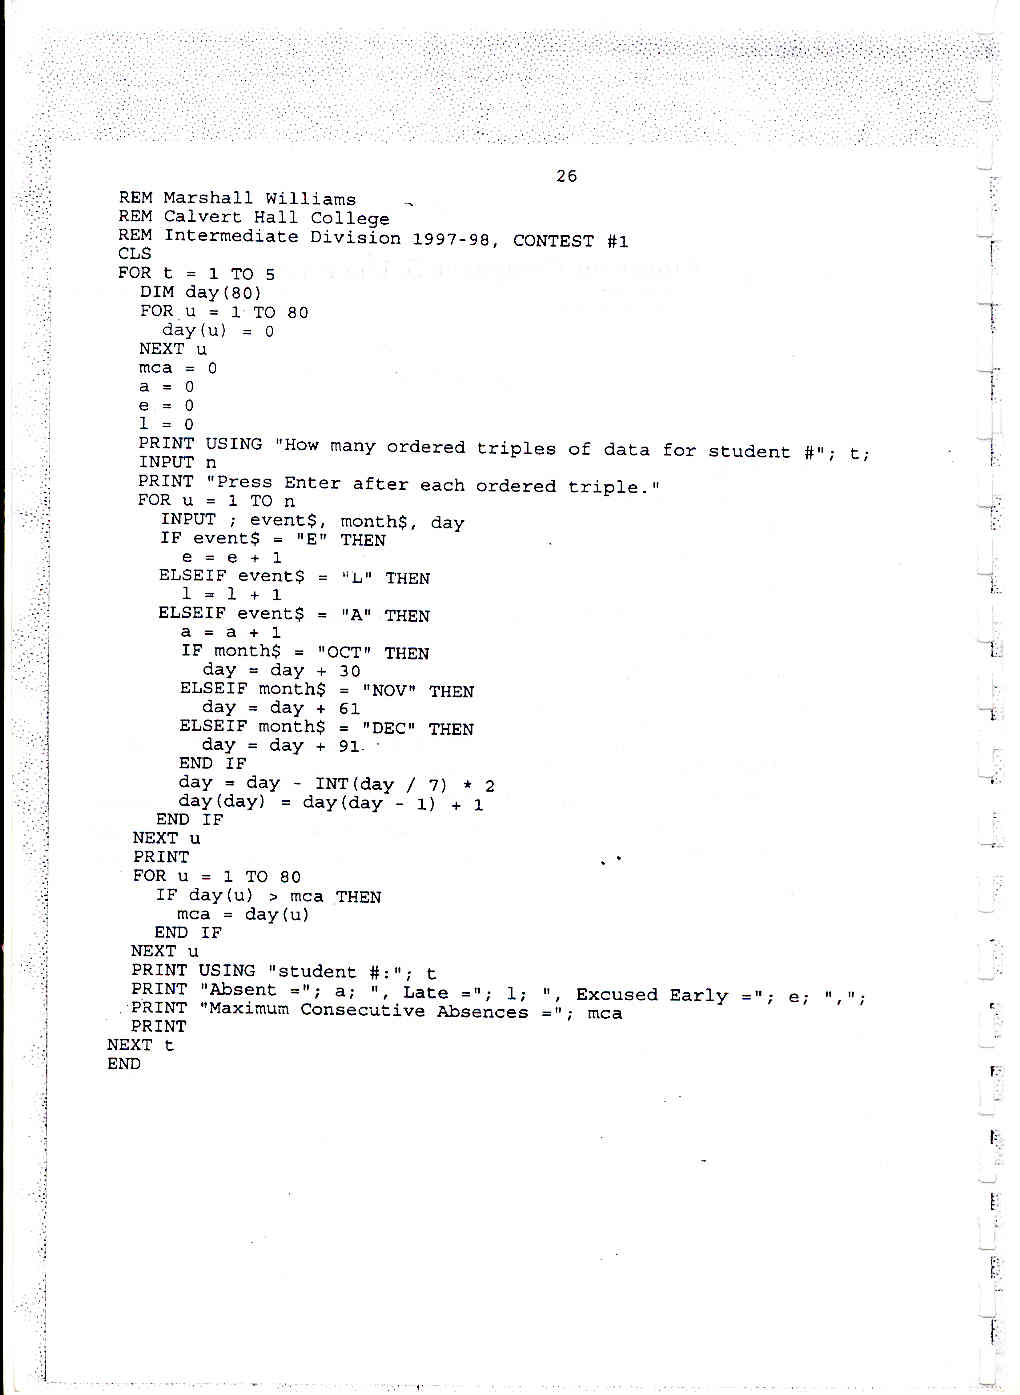 26
REM Marshall Williams
REM Calvert Hall College
REM Intermediate Division 1997-98, CONTEST #1
CLS
FOR t = 1 TO 5
DIM day(80)
FOR u = 1 TO 80
day(u) = 0
NEXT u
mca = 0
a = 0
e = 0
l = 0
PRINT USING "How many ordered triples of data for student #"; t;
INPUT n
PRINT "Press Enter after each ordered triple."
FOR u = 1 TO n
INPUT ; event$, month$, day
IF event$ = "E" THEN
e = e + 1
ELSEIF event$ = "L" THEN
l = l + 1
ELSEIF event$ = "A" THEN
a = a + 1
IF month$ = "OCT" THEN
day = day + 30
ELSEIF month$ = "NOV" THEN
day = day + 61
ELSEIF month$ = "DEC" THEN
day = day + 91
END IF
day = day - INT(day / 7) * 2
day(day) = day(day - 1) + 1
END IF
NEXT u
PRINT
FOR u = 1 TO 80
IF day(u) > mca THEN
mca = day(u)
END IF
NEXT u
PRINT USING "student #:"; t
PRINT "Absent ="; a; ", Late ="; l; ", Excused Early ="; e; ",";
PRINT "Maximum Consecutive Absences ="; mca
PRINT
NEXT t
END